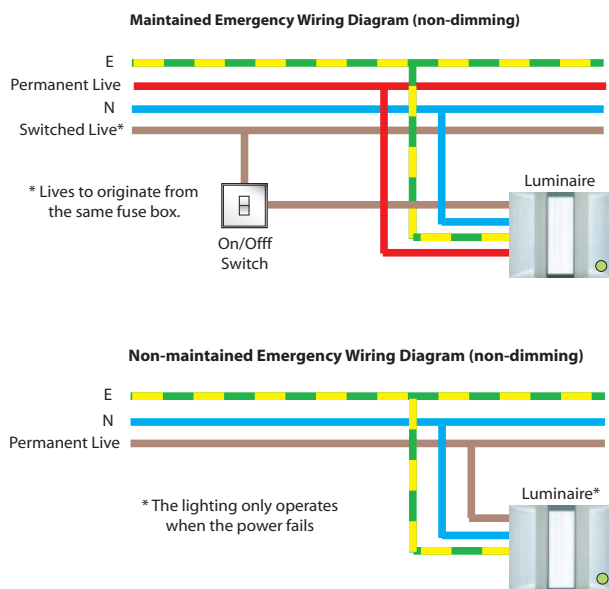 Maintained Emergency Wiring Diagram (non-dimming)
E
Permanent Live
N
Switched Live*
* Lives to originate from
the same fuse box.
On/Offf
Switch
Luminaire
Non-maintained Emergency Wiring Diagram (non-dimming)
E
N
Permanent Live
* The lighting only operates
when the power fails
Luminaire*